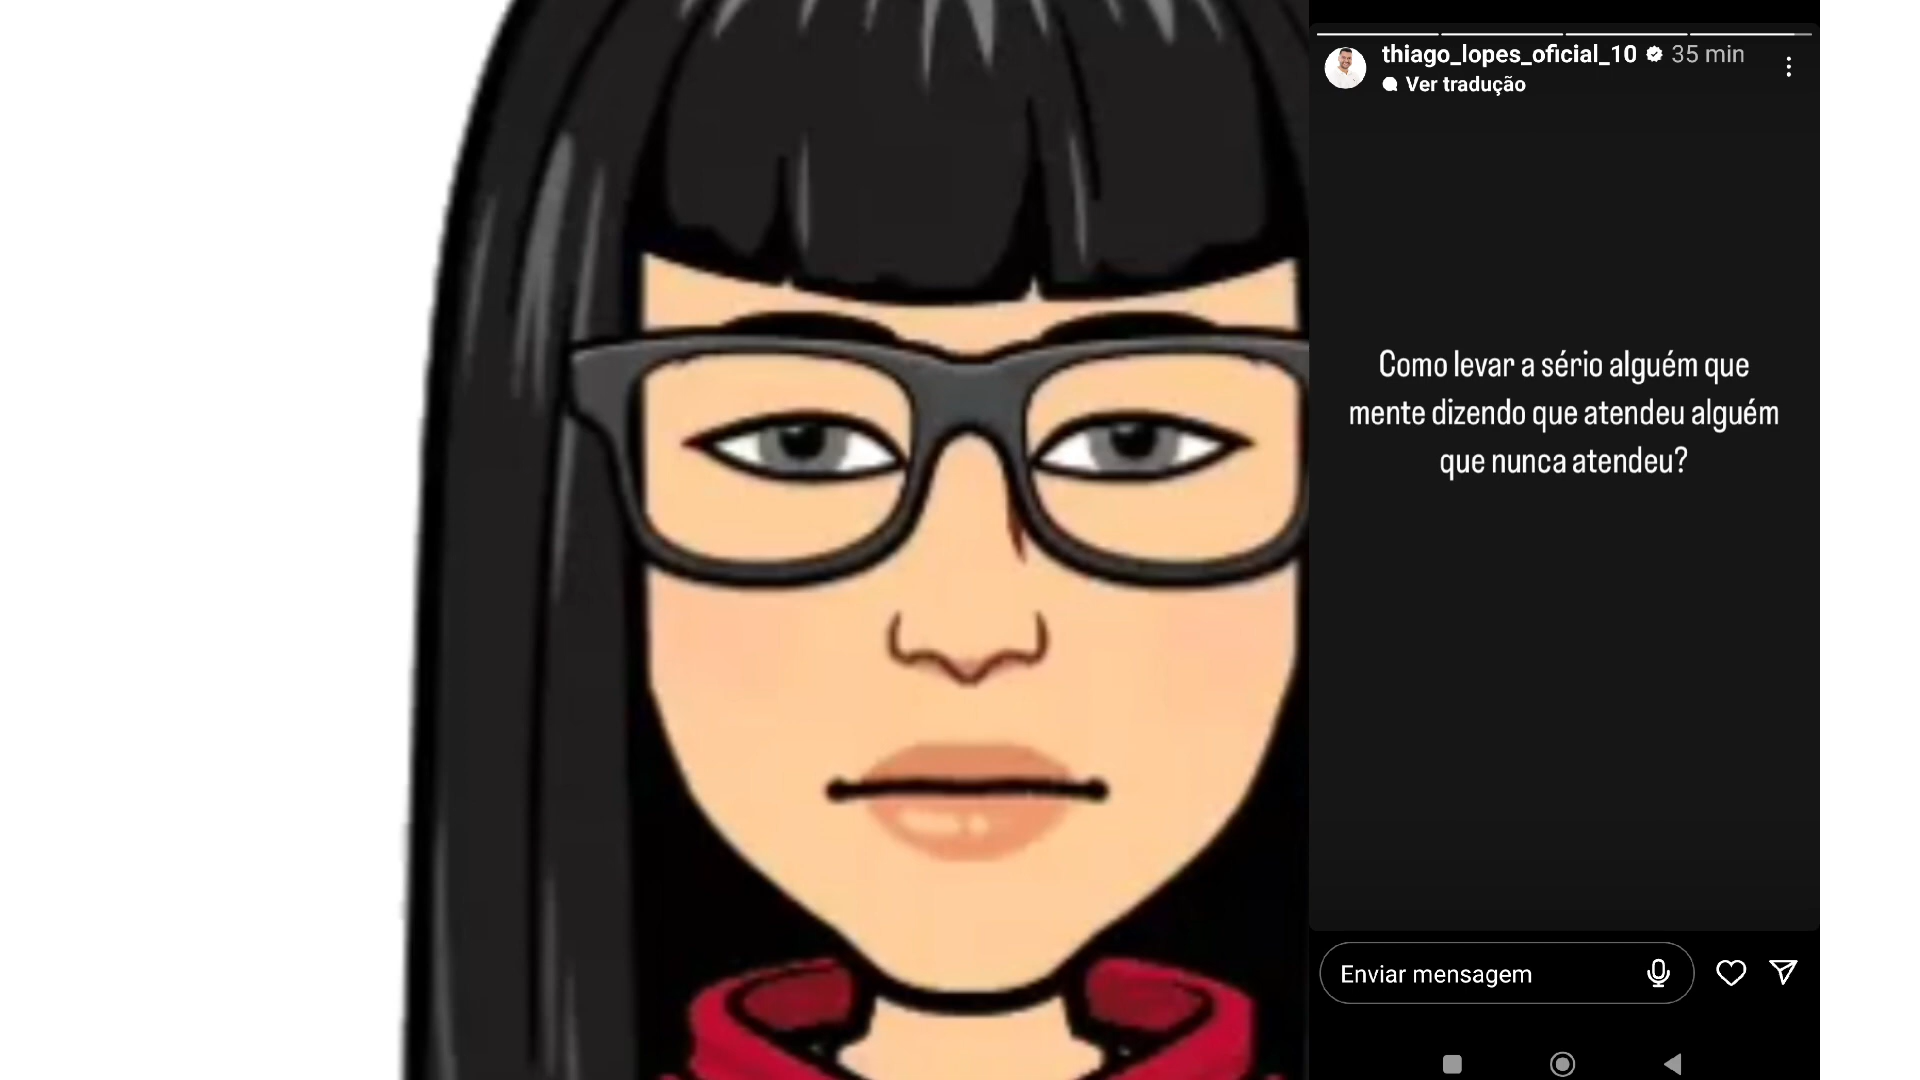 thiago_lopes_oficial_10 35 min
Ver tradução
Como levar a sério alguém que
mente dizendo que atendeu alguém
que nunca atendeu?
Enviar mensagem